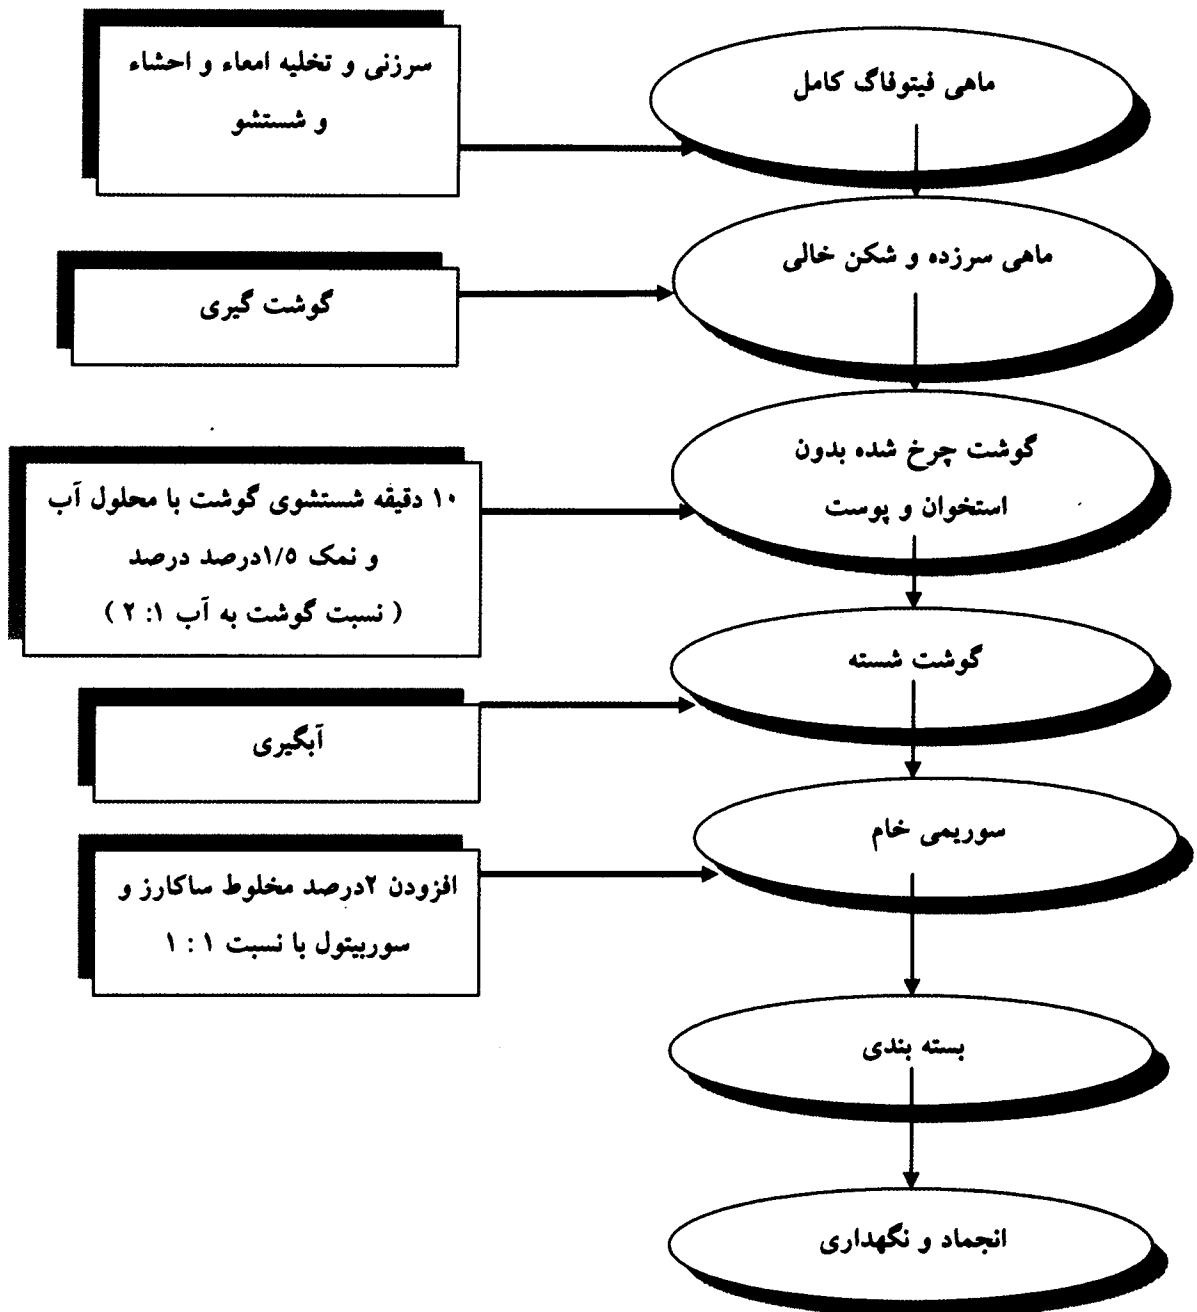 سرزنی و تخلیه امعاء و احشاء
و شستشو
ماهی فیتوفاگ کامل
ماهی سرزده و شکن خالی
گوشت گیری
گوشت چرخ شده بدون
استخوان و پوست
۱۰ دقیقه شستشوی گوشت با محلول آب
و نمک ۱/۵درصد درصد
( نسبت گوشت به آب ۱: ۲ )
گوشت شسته
آبگیری
سوریمی خام
افزودن ۲درصد مخلوط ساکارز و
سوربیتول با نسبت ۱ : ۱
بسته بندی
انجماد و نگهداری